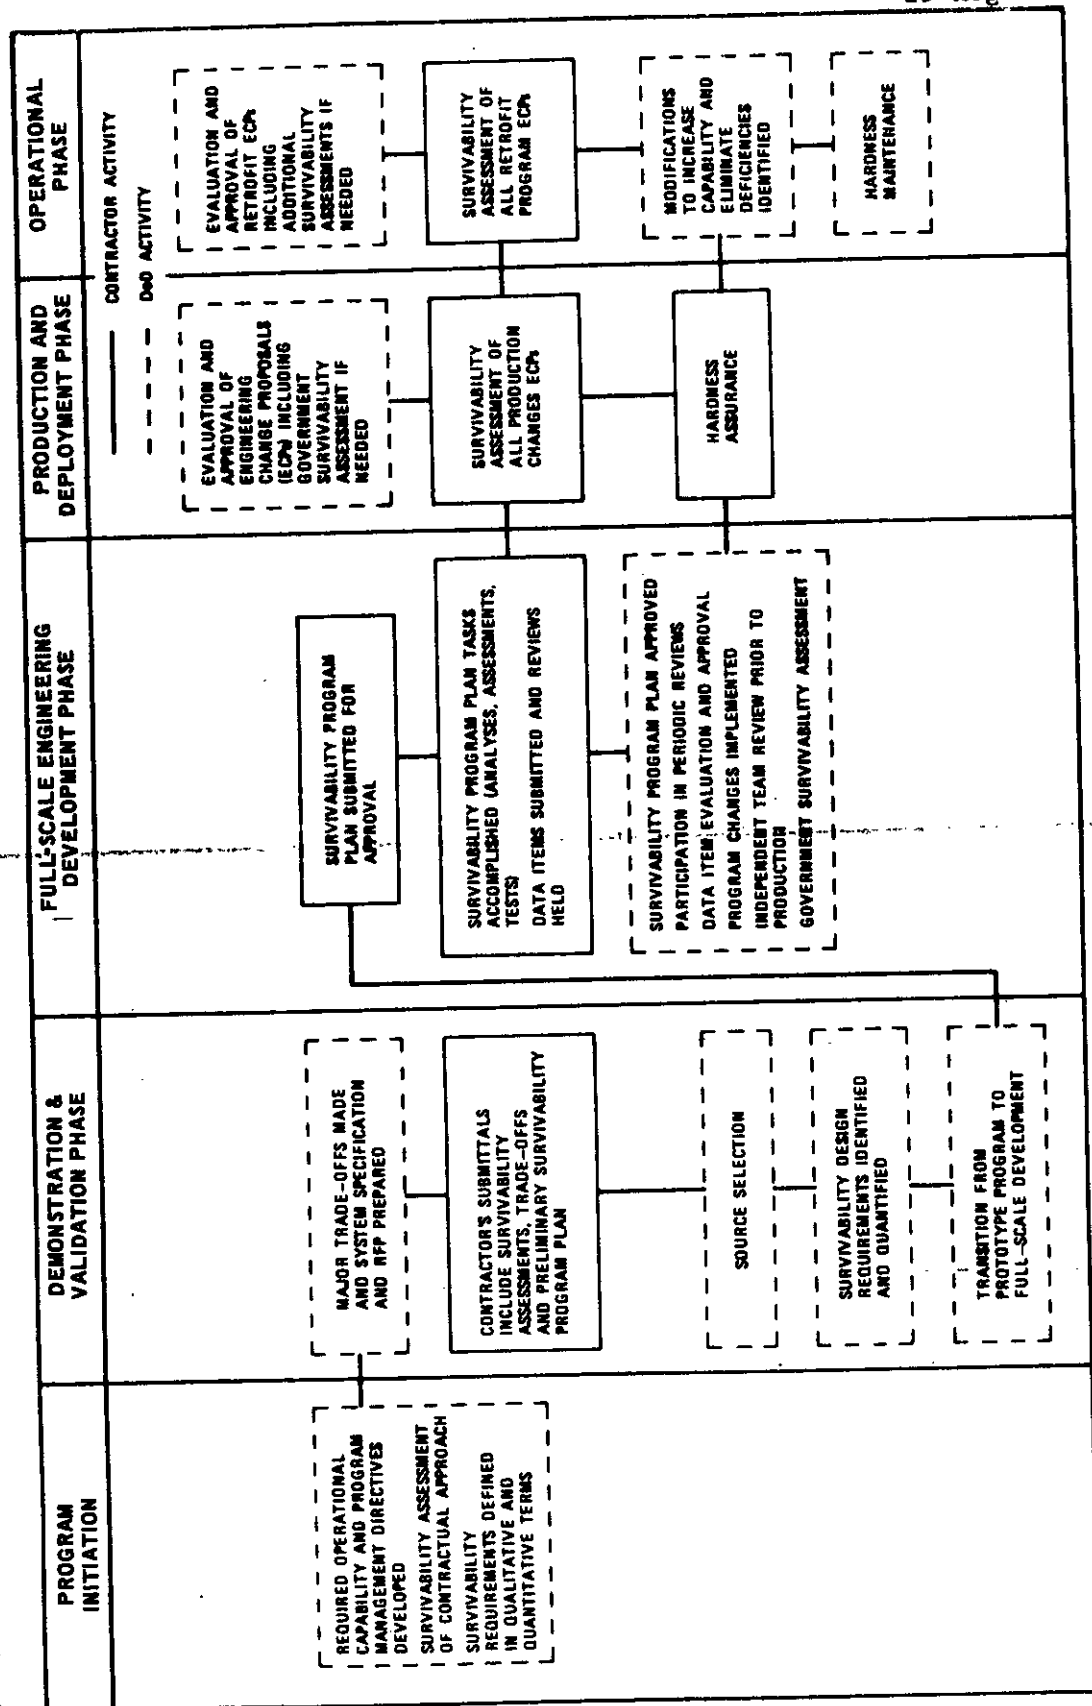 PROGRAM
INITIATION
DEMONSTRATION &
VALIDATION PHASE
FULL-SCALE ENGINEERING
DEVELOPMENT PHASE
PRODUCTION AND
DEPLOYMENT PHASE
OPERATIONAL
PHASE
CONTRACTOR ACTIVITY
DoD ACTIVITY
REQUIRED OPERATIONAL
CAPABILITY AND PROGRAM
MANAGEMENT DIRECTIVES
DEVELOPED
SURVIVABILITY ASSESSMENT
OF CONTRACTUAL APPROACH
SURVIVABILITY
REQUIREMENTS DEFINED
IN QUALITATIVE AND
QUANTITATIVE TERMS
MAJOR TRADE-OFFS MADE
AND SYSTEM SPECIFICATION
AND RFP PREPARED
CONTRACTOR'S SUBMITTALS
INCLUDE SURVIVABILITY
ASSESSMENTS, TRADE-OFFS
AND PRELIMINARY SURVIVABILITY
PROGRAM PLAN
SOURCE SELECTION
SURVIVABILITY DESIGN
REQUIREMENTS IDENTIFIED
AND QUANTIFIED
TRANSITION FROM
PROTOTYPE PROGRAM TO
FULL-SCALE DEVELOPMENT
SURVIVABILITY PROGRAM
PLAN SUBMITTED FOR
APPROVAL
SURVIVABILITY PROGRAM PLAN TASKS
ACCOMPLISHED (ANALYSES, ASSESSMENTS,
TESTS)
DATA ITEMS SUBMITTED AND REVIEWS
HELD
SURVIVABILITY PROGRAM PLAN APPROVED
PARTICIPATION IN PERIODIC REVIEWS
DATA ITEM EVALUATION AND APPROVAL
PROGRAM CHANGES IMPLEMENTED
INDEPENDENT TEAM REVIEW PRIOR TO
PRODUCTION
GOVERNMENT SURVIVABILITY ASSESSMENT
EVALUATION AND
APPROVAL OF
ENGINEERING
CHANGE PROPOSALS
(ECPs) INCLUDING
GOVERNMENT
SURVIVABILITY
ASSESSMENT IF
NEEDED
SURVIVABILITY
ASSESSMENT OF
ALL PRODUCTION
CHANGES ECPs
HARDNESS
ASSURANCE
EVALUATION AND
APPROVAL OF
RETROFIT ECPs
INCLUDING
ADDITIONAL
SURVIVABILITY
ASSESSMENTS IF
NEEDED
SURVIVABILITY
ASSESSMENT OF
ALL RETROFIT
PROGRAM ECPs
MODIFICATIONS
TO INCREASE
CAPABILITY AND
ELIMINATE
DEFICIENCIES
IDENTIFIED
HARDNESS
MAINTENANCE